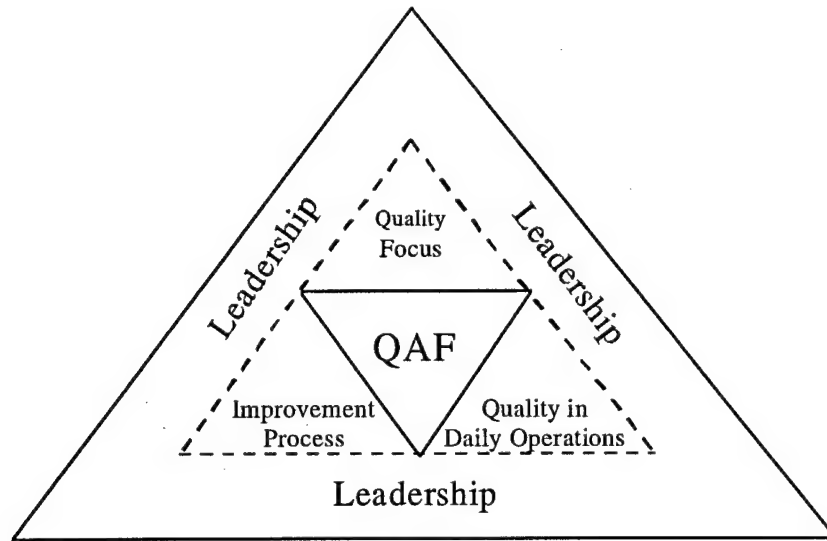 Leadership
Leadership
Quality
Focus
QAF
Improvement
Process
Quality in
Daily Operations
Leadership